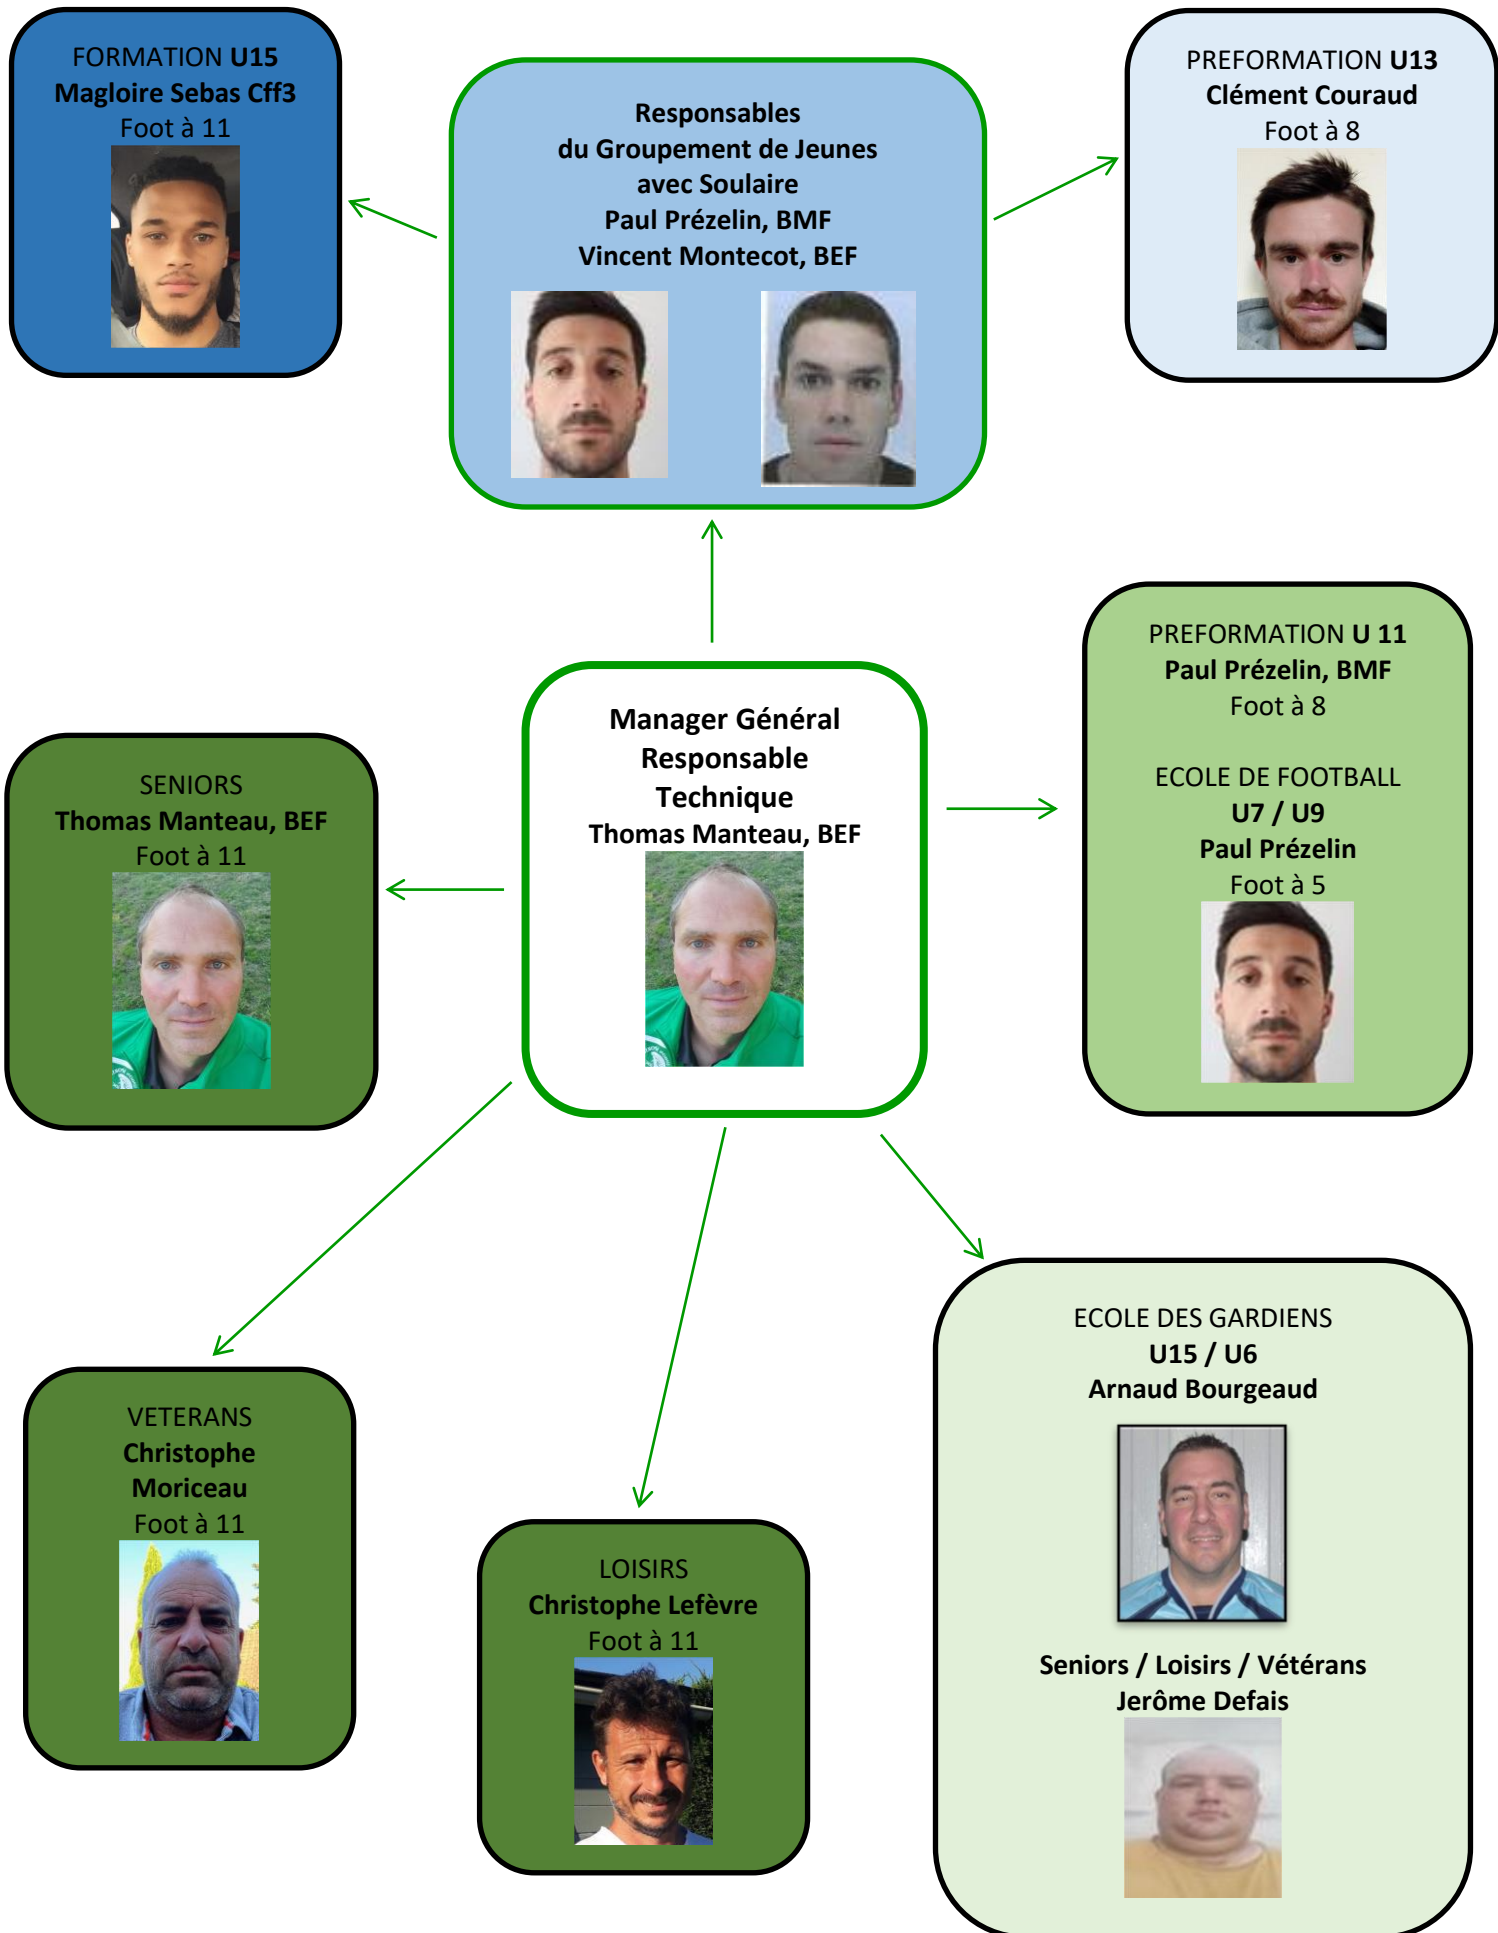 FORMATION U15
Magloire Sebas Cff3
Foot à 11
Responsables
du Groupement de Jeunes
avec Soulaire
Paul Prézelin, BMF
Vincent Montecot, BEF
PREFORMATION U13
Clément Couraud
Foot à 8
PREFORMATION U 11
Paul Prézelin, BMF
Foot à 8
ECOLE DE FOOTBALL
U7 / U9
Paul Prézelin
Foot à 5
Manager Général
Responsable
Technique
Thomas Manteau, BEF
SENIORS
Thomas Manteau, BEF
Foot à 11
VETERANS
Christophe
Moriceau
Foot à 11
LOISIRS
Christophe Lefèvre
Foot à 11
ECOLE DES GARDIENS
U15 / U6
Arnaud Bourgeaud
Seniors / Loisirs / Vétérans
Jerôme Defais